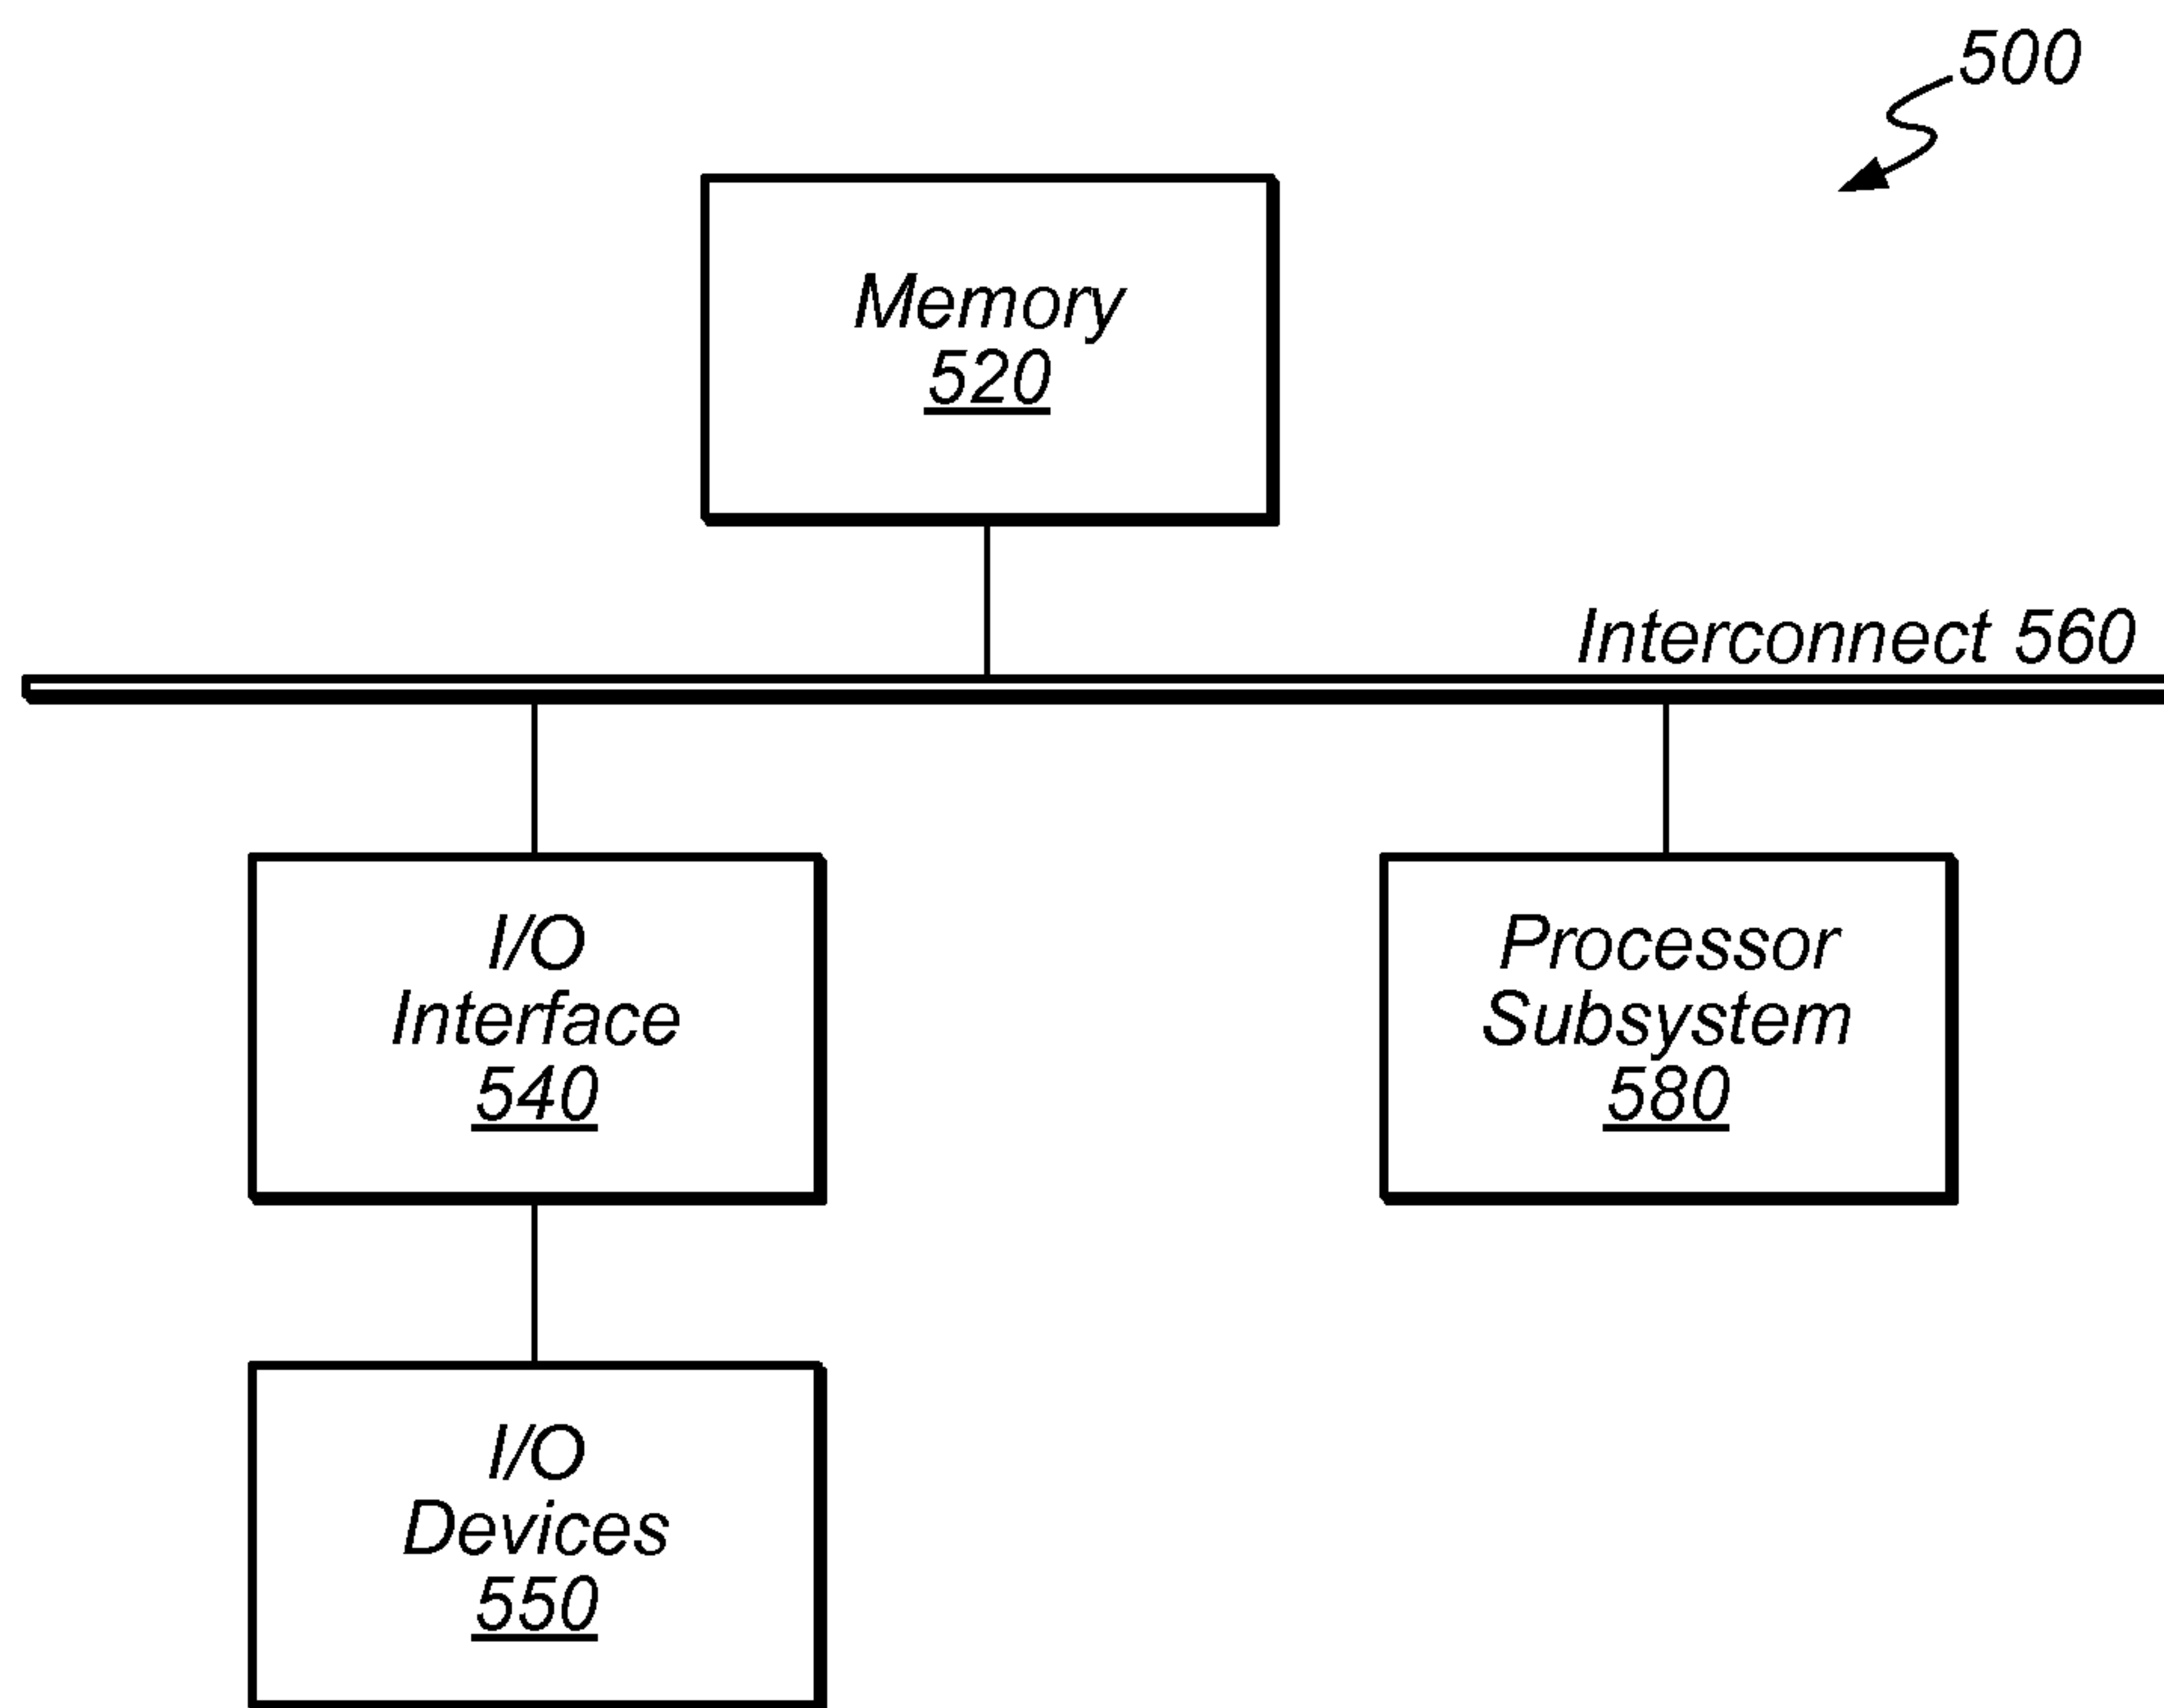 500
Memory
520
Interconnect 560
I/O
Interface
540
Processor
Subsystem
580
I/O
Devices
550